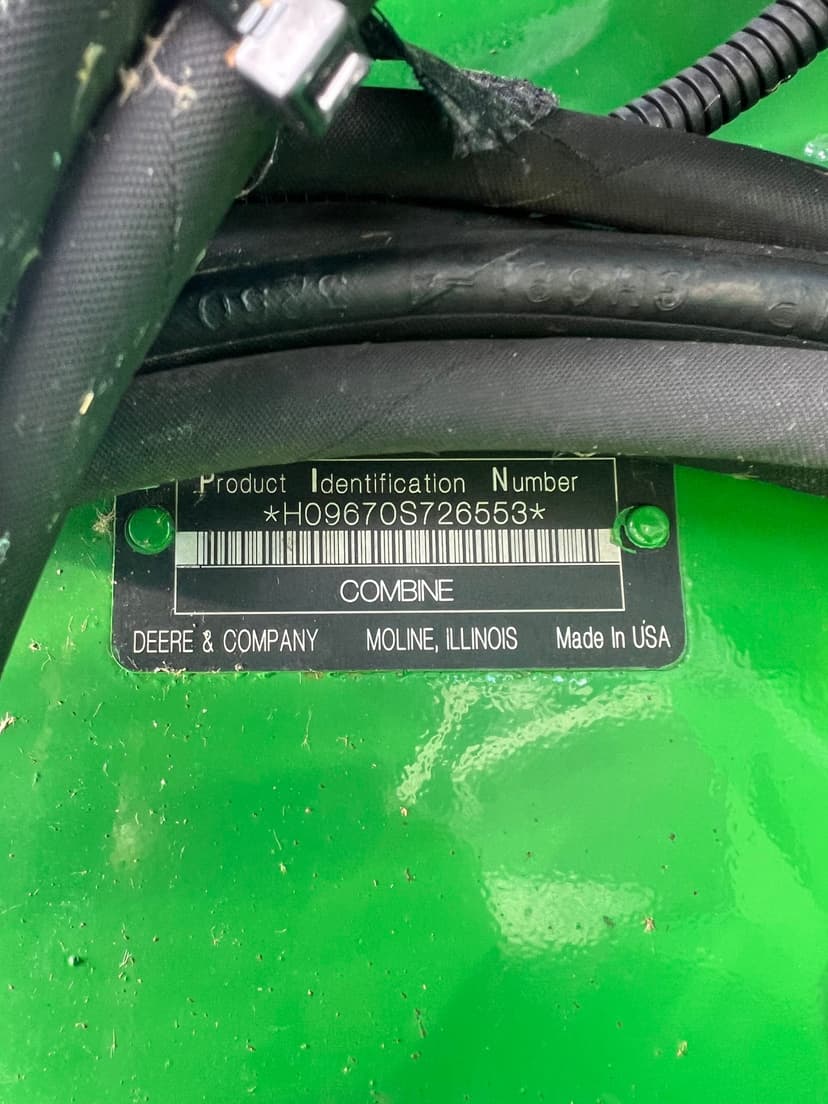 Product Identification Number
*H09670S726553*
COMBINE
DEERE & COMPANY MOLINE, ILLINOIS Made In USA